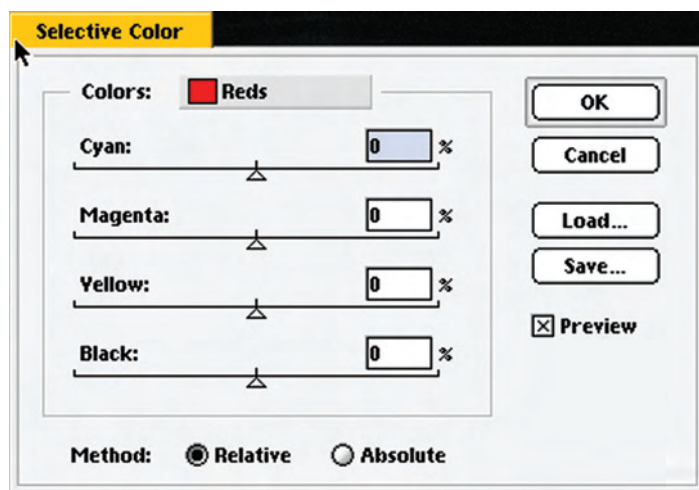 Selective Color
Colors: Reds
OK
Cyan: 0 %
Cancel
Magenta: 0 %
Load...
Yellow: 0 %
Save...
Preview
Black: 0 %
Method: Relative Absolute